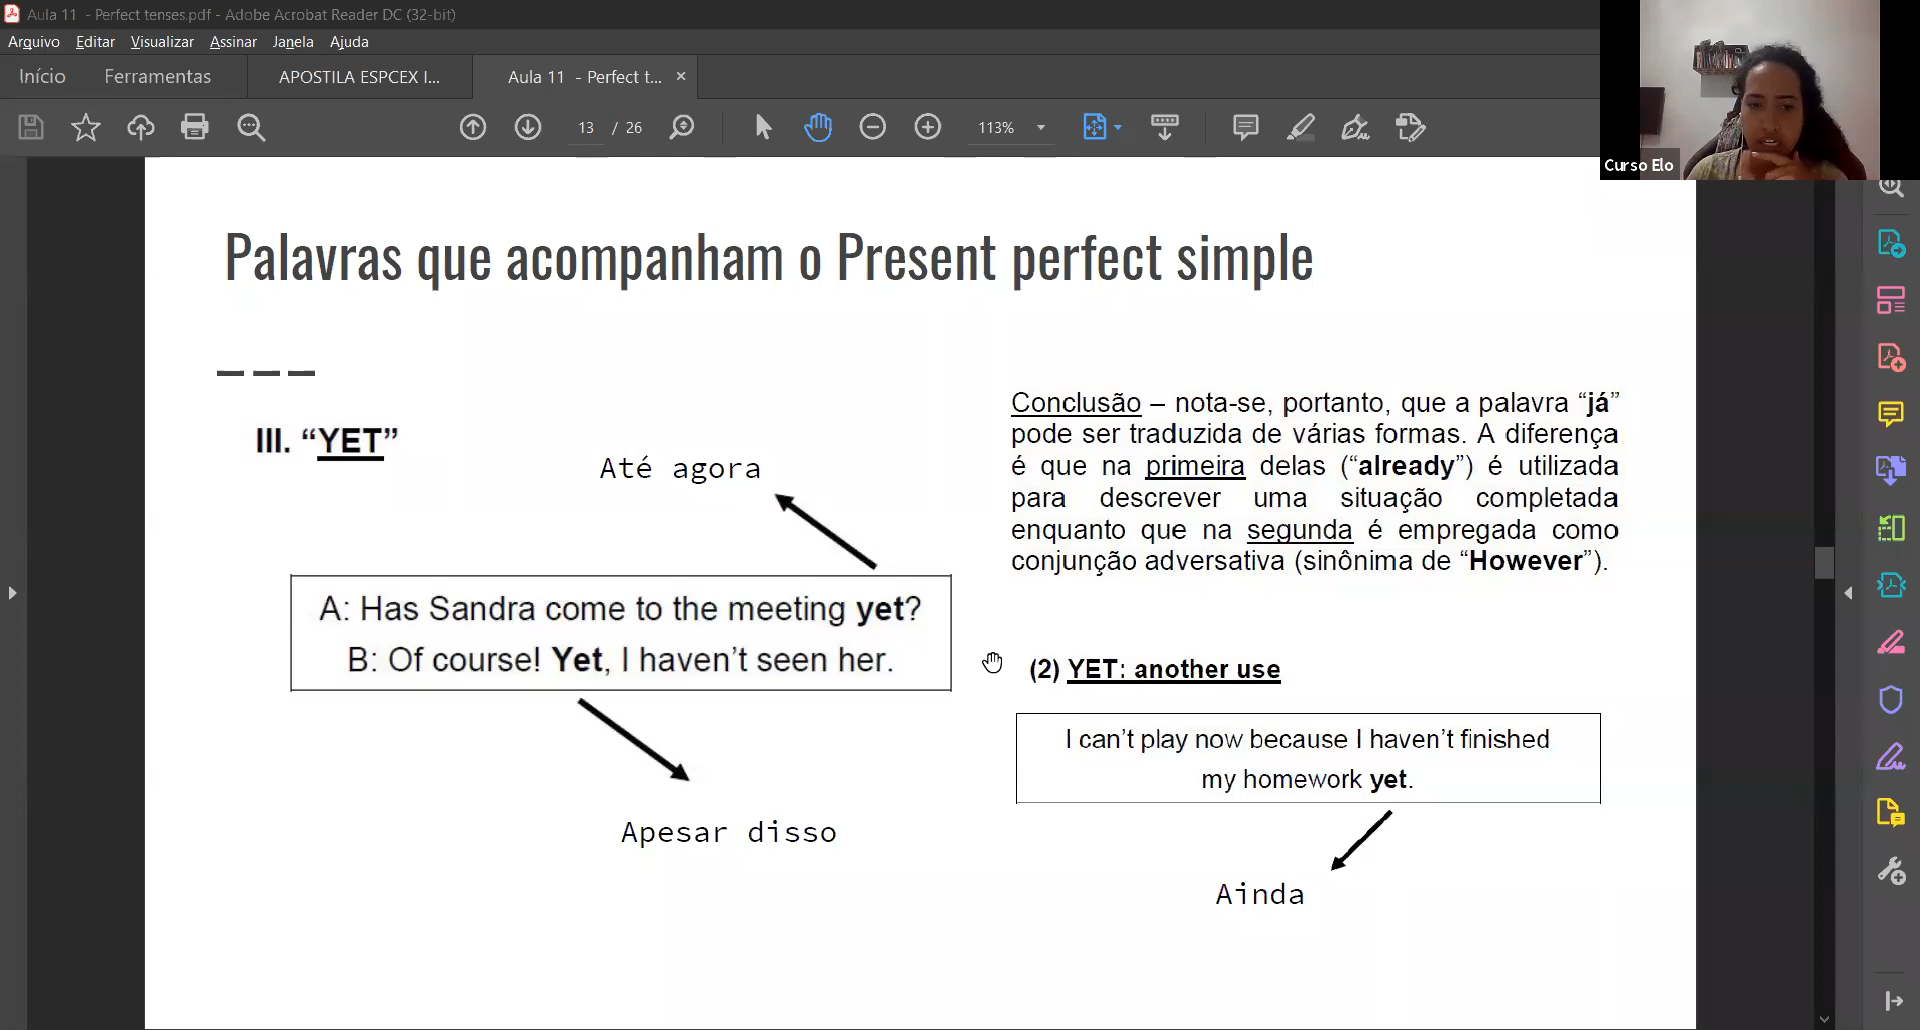 Aula 11 - Perfect tenses.pdf - Adobe Acrobat Reader DC (32-bit)
Arquivo Editar Visualizar Assinar Janela Ajuda
Início Ferramentas APOSTILA ESPCEX I... Aula 11 - Perfect t... ×
13 / 26 113%
Curso Elo
Palavras que acompanham o Present perfect simple
III. “YET”
Até agora
A: Has Sandra come to the meeting yet?
B: Of course! Yet, I haven’t seen her.
Apesar disso
Conclusão – nota-se, portanto, que a palavra “já”
pode ser traduzida de várias formas. A diferença
é que na primeira delas (“already”) é utilizada
para descrever uma situação completada
enquanto que na segunda é empregada como
conjunção adversativa (sinônima de “However”).
(2) YET: another use
I can’t play now because I haven’t finished
my homework yet.
Ainda